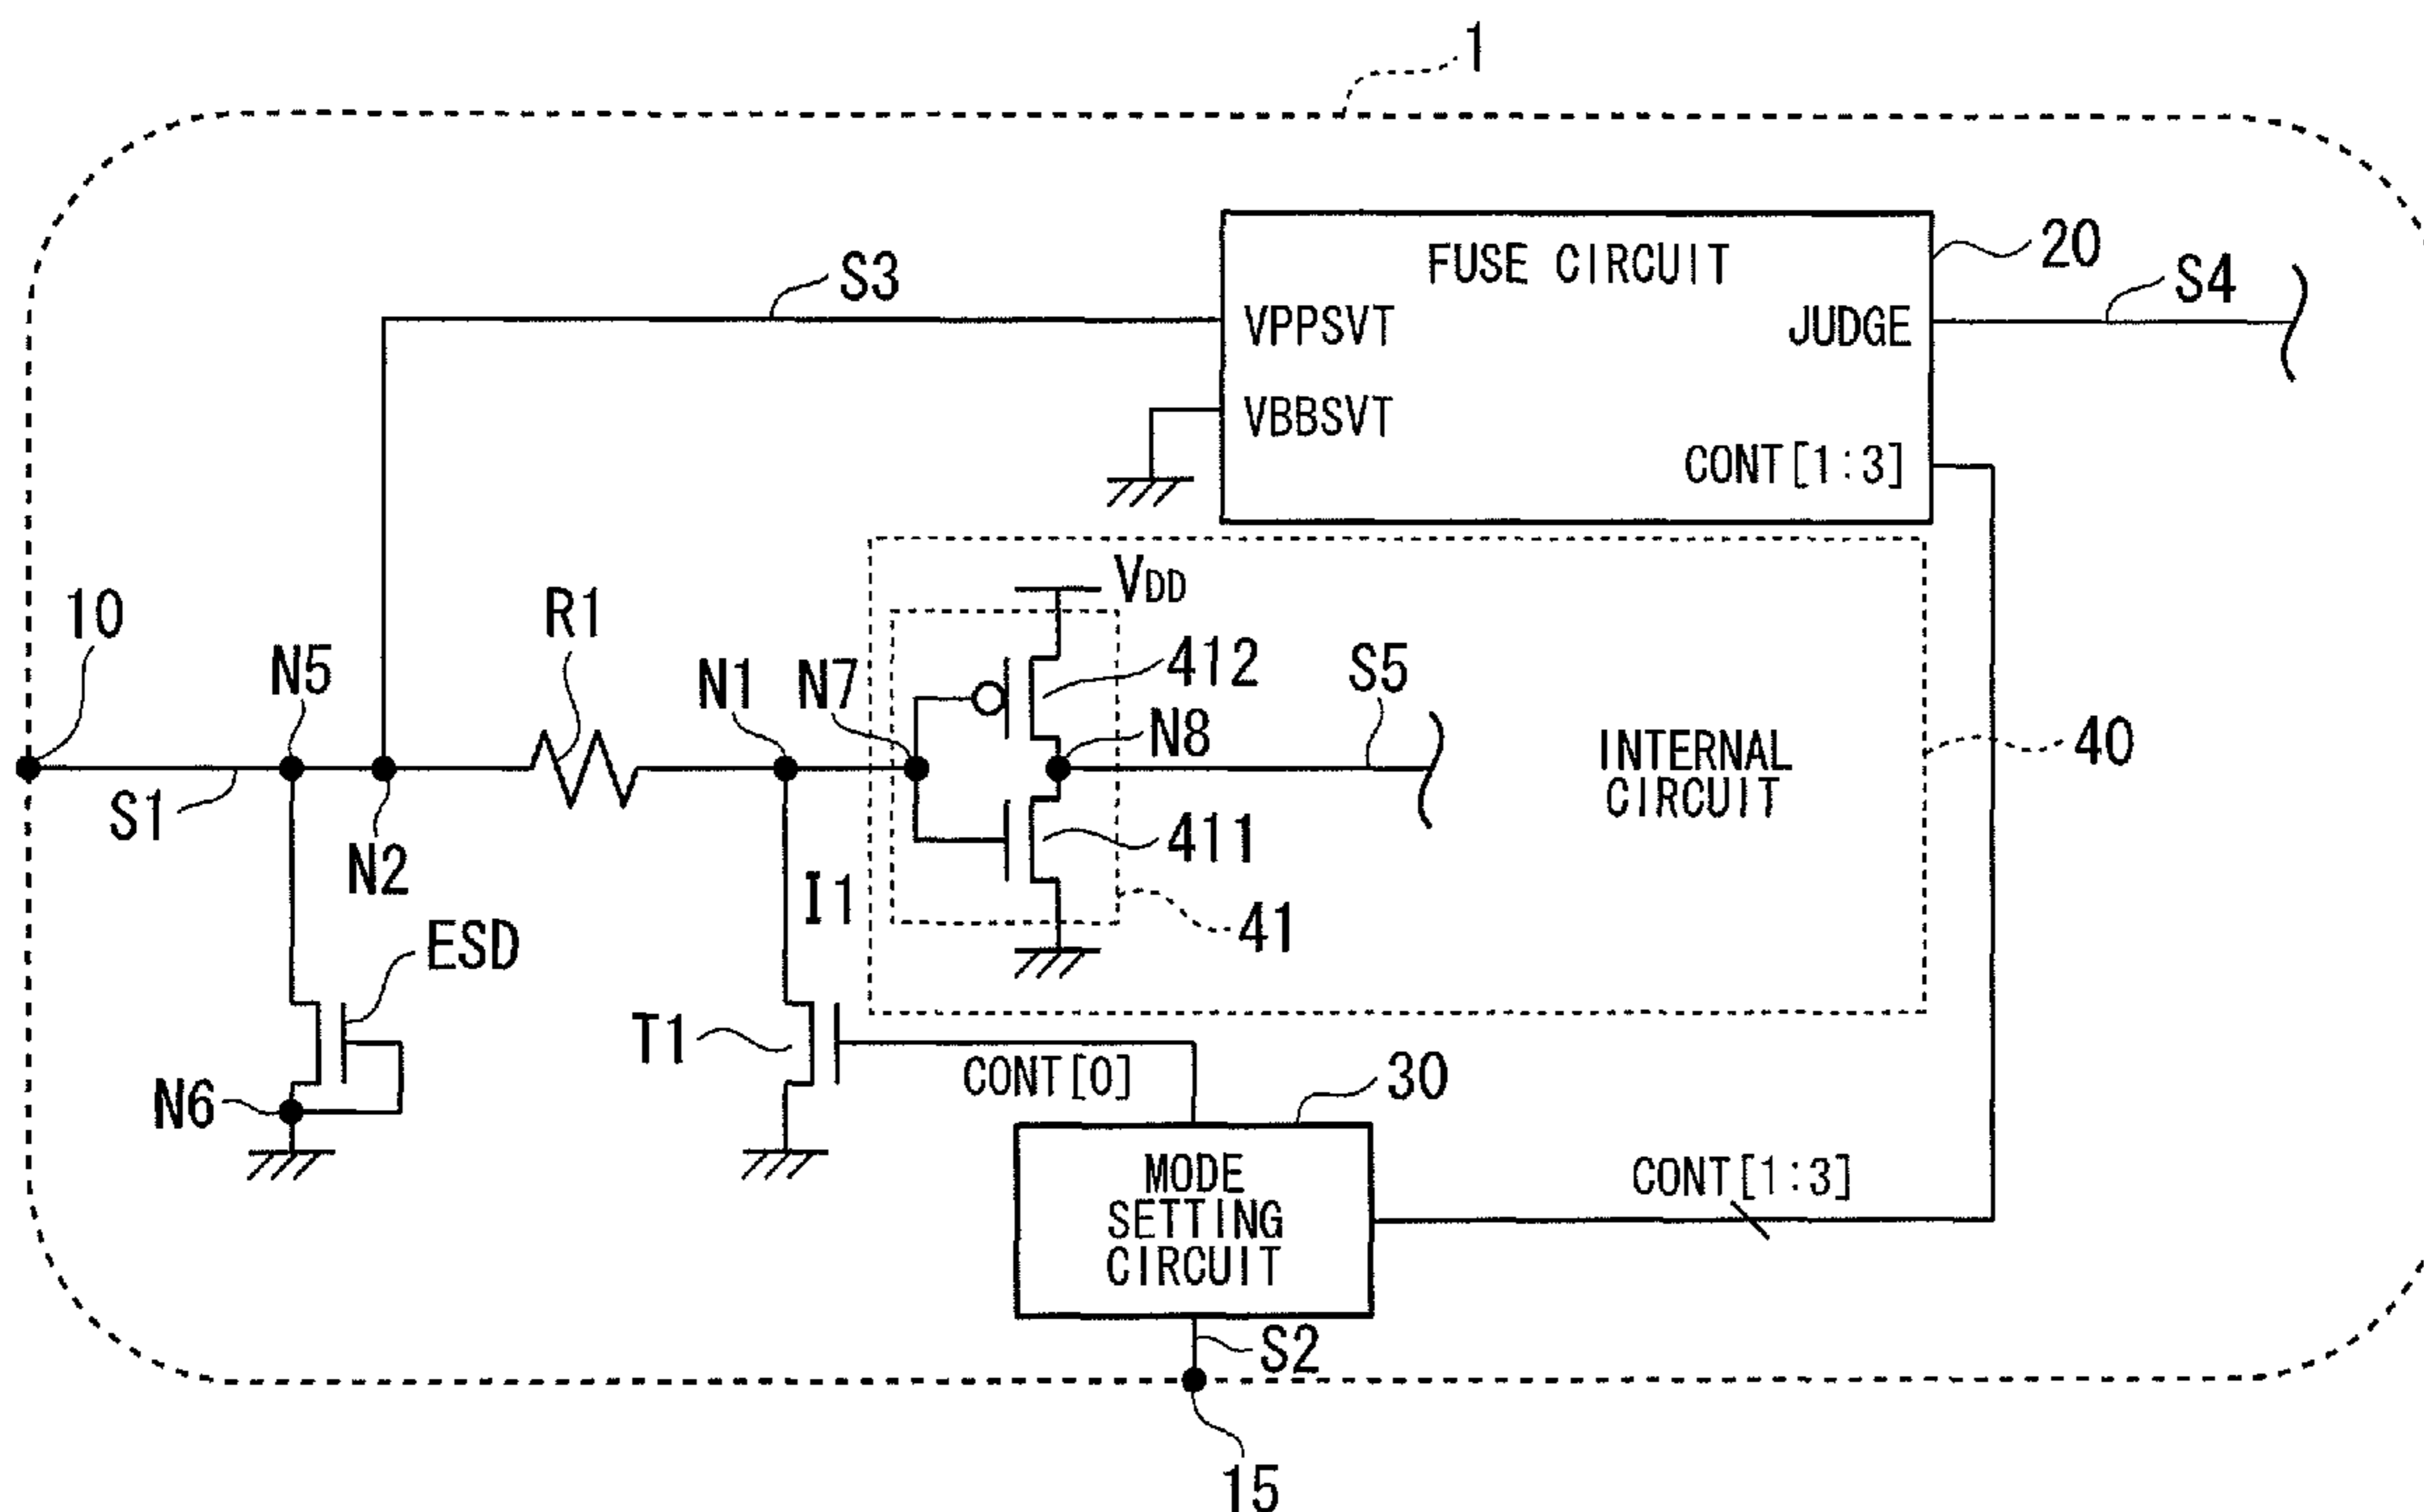 1
FUSE CIRCUIT
20
S3
S4
VPPSVT
JUDGE
VBBSVT
CONT[1:3]
VDD
10
R1
N5
N1
N7
412
S5
N8
INTERNAL
CIRCUIT
40
S1
N2
411
I1
41
ESD
T1
CONT[0]
30
N6
MODE
SETTING
CIRCUIT
CONT[1:3]
S2
15